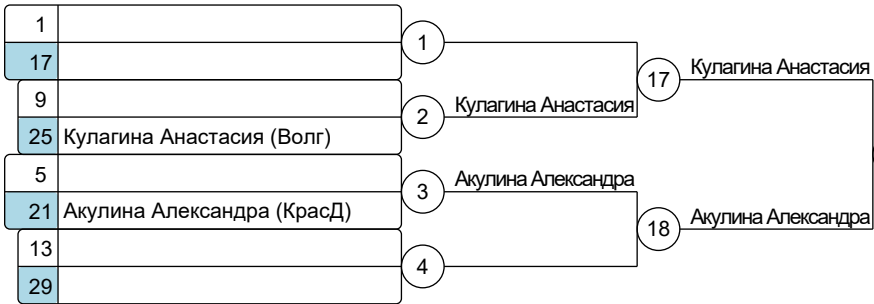 1
17
1
9
25 Кулагина Анастасия (Волг)
2
Кулагина Анастасия
17
Кулагина Анастасия
5
21 Акулина Александра (КрасД)
3
Акулина Александра
18
Акулина Александра
13
29
4